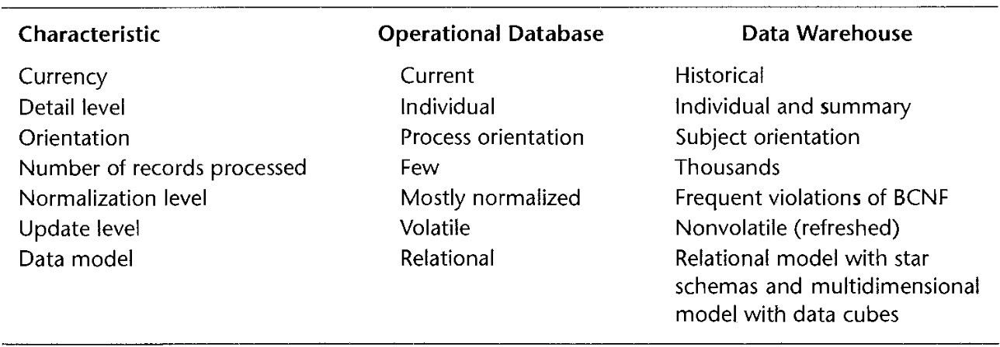 Characteristic Operational Database Data Warehouse
Currency Current Historical
Detail level Individual Individual and summary
Orientation Process orientation Subject orientation
Number of records processed Few Thousands
Normalization level Mostly normalized Frequent violations of BCNF
Update level Volatile Nonvolatile (refreshed)
Data model Relational Relational model with star
schemas and multidimensional
model with data cubes